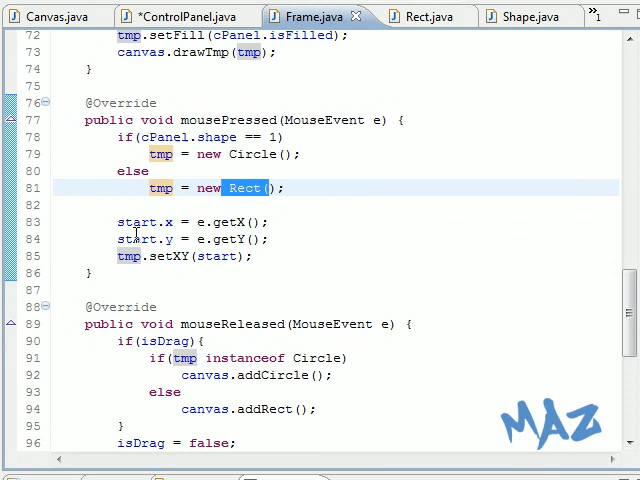 Canvas.java *ControlPanel.java Frame.java Rect.java Shape.java »1
72 tmp.setFill(cPanel.isFilled);
73 canvas.drawTmp(tmp);
74 }
75
76 @Override
77 public void mousePressed(MouseEvent e) {
78 if(cPanel.shape == 1)
79 tmp = new Circle();
80 else
81 tmp = new Rect();
82
83 start.x = e.getX();
84 start.y = e.getY();
85 tmp.setXY(start);
86 }
87
88 @Override
89 public void mouseReleased(MouseEvent e) {
90 if(isDrag){
91 if(tmp instanceof Circle)
92 canvas.addCircle();
93 else
94 canvas.addRect();
95 }
96 isDrag = false;
MAZ